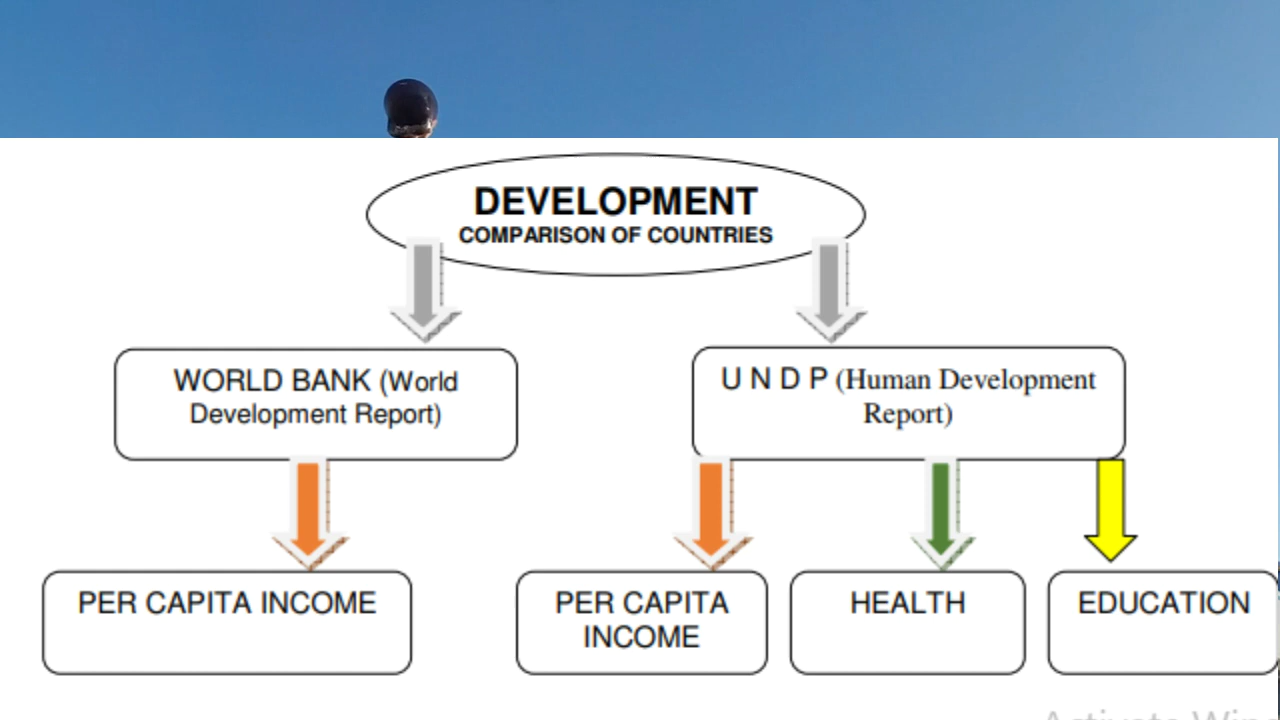 DEVELOPMENT
COMPARISON OF COUNTRIES
WORLD BANK (World
Development Report)
U N D P (Human Development
Report)
PER CAPITA INCOME
PER CAPITA
INCOME
HEALTH
EDUCATION